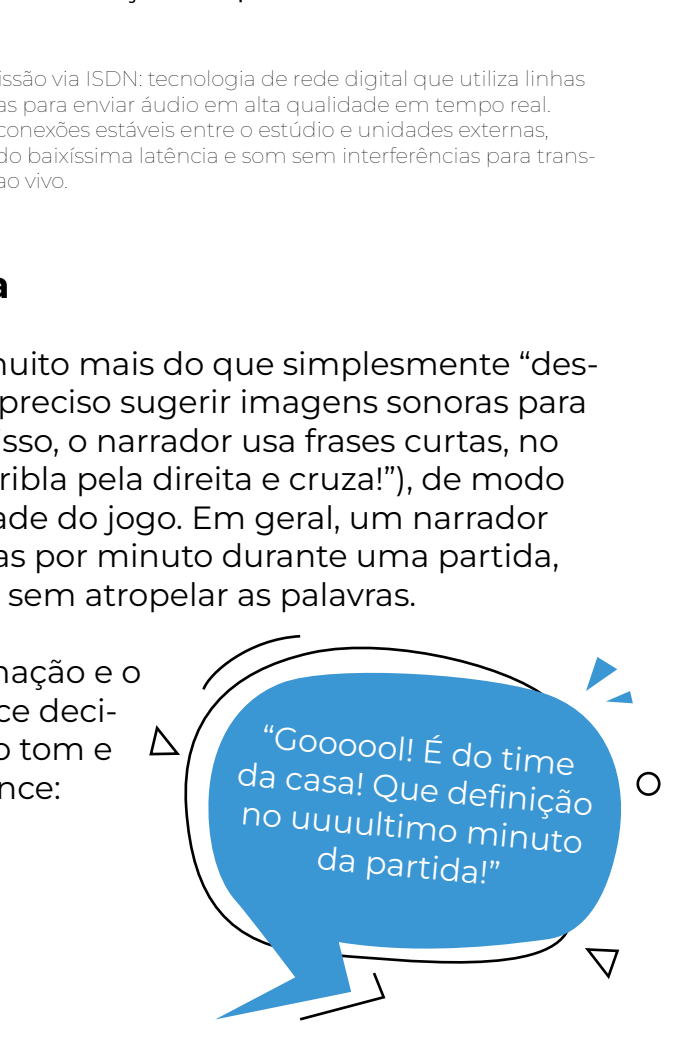 issão via ISDN: tecnologia de rede digital que utiliza linhas
as para enviar áudio em alta qualidade em tempo real.
conexões estáveis entre o estúdio e unidades externas,
do baixíssima latência e som sem interferências para trans-
ao vivo.
a
muito mais do que simplesmente “des-
preciso sugerir imagens sonoras para
isso, o narrador usa frases curtas, no
ribla pela direita e cruza!”), de modo
ade do jogo. Em geral, um narrador
as por minuto durante uma partida,
sem atropelar as palavras.
nação e o
ce deci-
o tom e
nce:
“Goooool! É do time
da casa! Que definição
no uuuultimo minuto
da partida!”